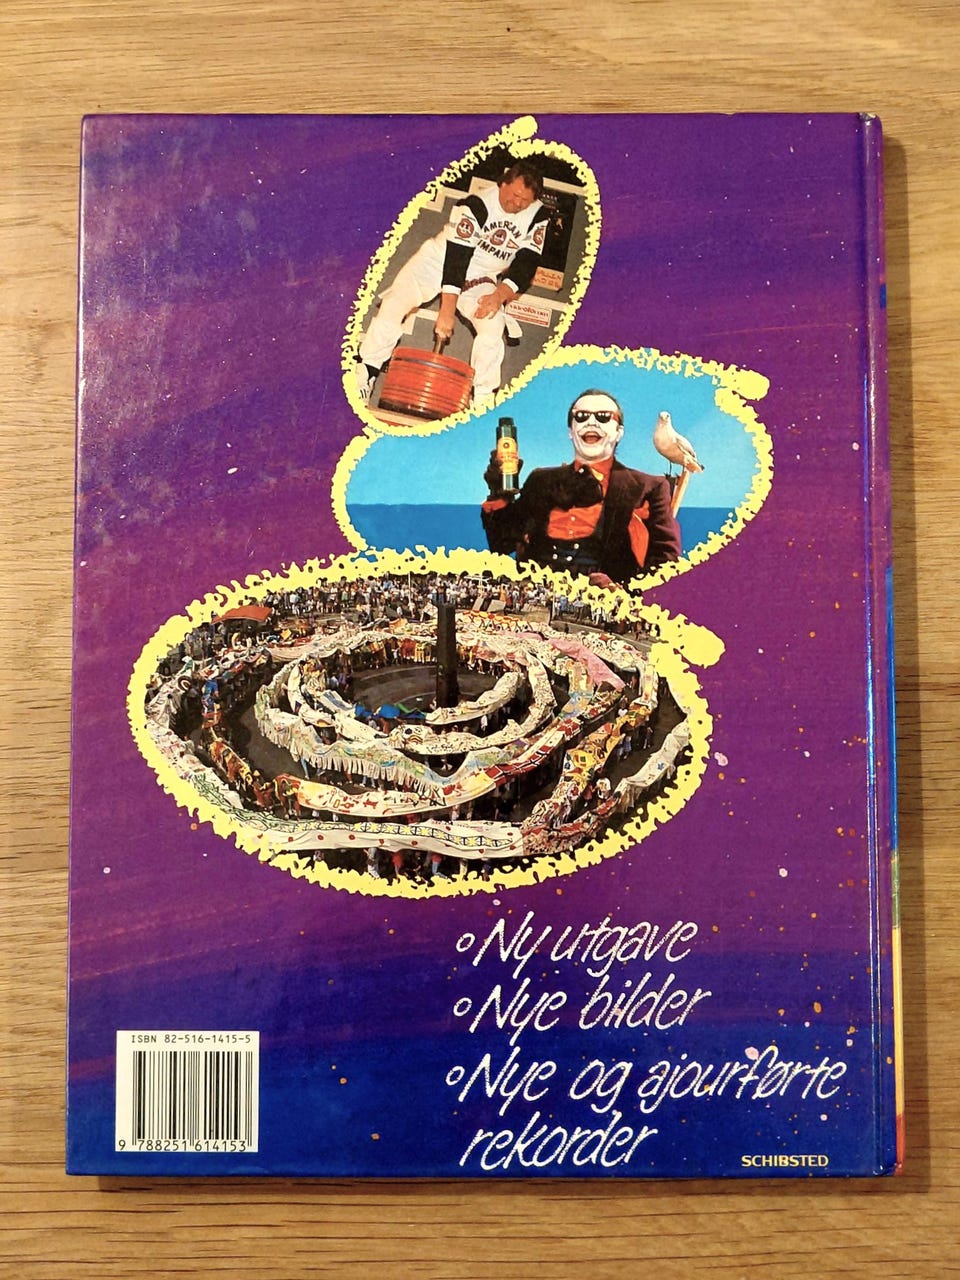 AMERICAN
COMPANY
°Ny utgave
°Nye bilder
°Nye og ajourførte
rekorder
ISBN 82-516-1415-5
9 788251 614153
SCHIBSTED